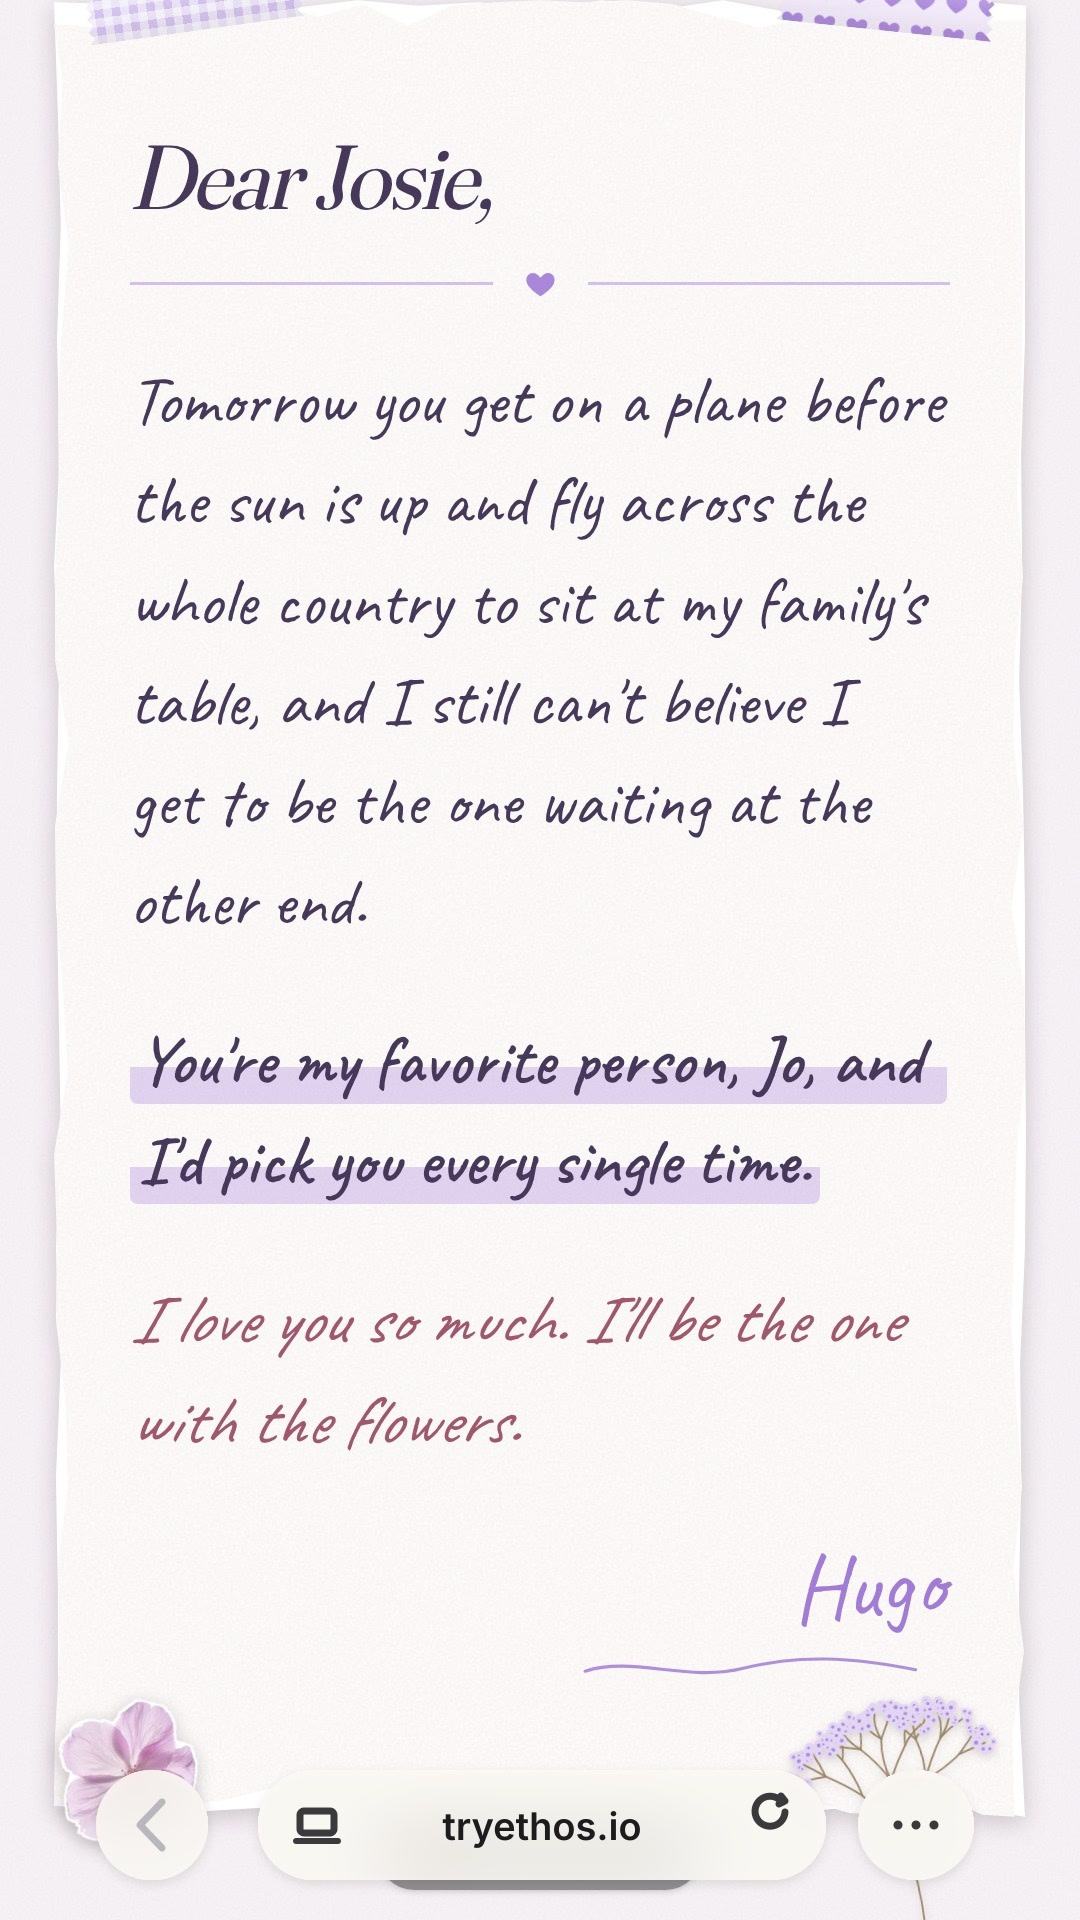 Dear Josie,
Tomorrow you get on a plane before
the sun is up and fly across the
whole country to sit at my family's
table, and I still can't believe I
get to be the one waiting at the
other end.
You're my favorite person, Jo, and
I'd pick you every single time.
I love you so much. I'll be the one
with the flowers.
Hugo
tryethos.io